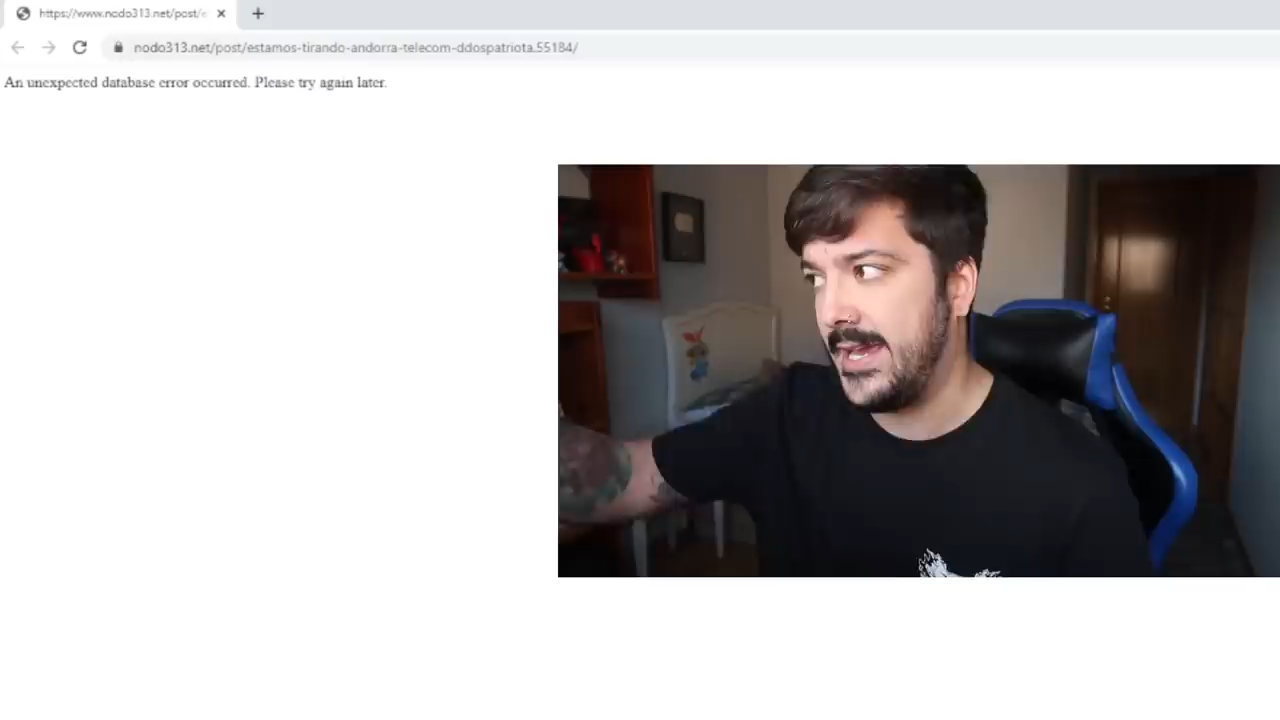 https://www.nodo313.net/post/e
nodo313.net/post/estamos-tirando-andorra-telecom-ddospatriota.55184/
An unexpected database error occurred. Please try again later.